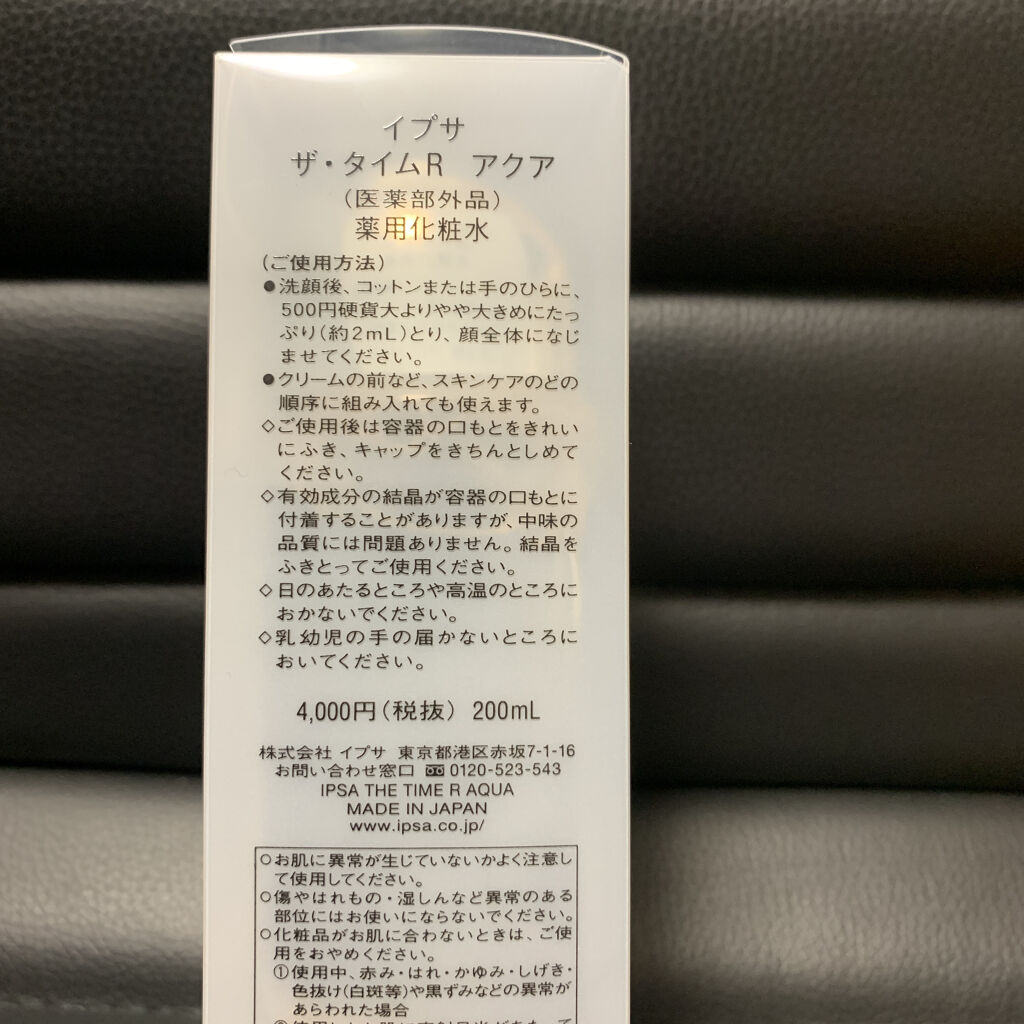 イプサ
ザ・タイムR　アクア
（医薬部外品）
薬用化粧水
（ご使用方法）
●洗顔後、コットンまたは手のひらに、
500円硬貨大よりやや大きめにたっ
ぷり（約2mL）とり、顔全体になじ
ませてください。
●クリームの前など、スキンケアのどの
順序に組み入れても使えます。
◇ご使用後は容器の口もとをきれい
にふき、キャップをきちんとしめて
ください。
◇有効成分の結晶が容器の口もとに
付着することがありますが、中味の
品質には問題ありません。結晶を
ふきとってご使用ください。
◇日のあたるところや高温のところに
おかないでください。
◇乳幼児の手の届かないところに
おいてください。
4,000円（税抜） 200mL
株式会社 イプサ 東京都港区赤坂7-1-16
お問い合わせ窓口 0120-523-543
IPSA THE TIME R AQUA
MADE IN JAPAN
www.ipsa.co.jp/
○お肌に異常が生じていないかよく注意し
て使用してください。
○傷やはれもの・湿しんなど異常のある
部位にはお使いにならないでください。
○化粧品がお肌に合わないときは、ご使
用をおやめください。
①使用中、赤み・はれ・かゆみ・しげき・
色抜け（白斑等）や黒ずみなどの異常が
あらわれた場合